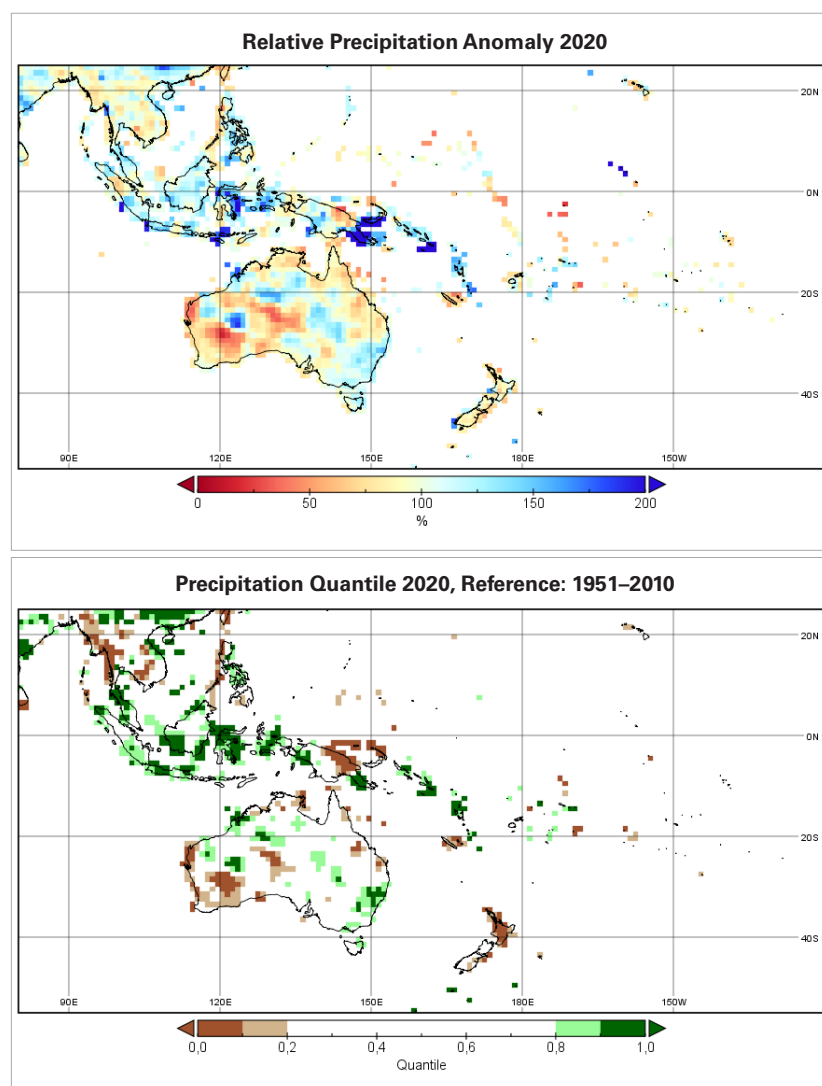 Relative Precipitation Anomaly 2020
20N
0N
20S
40S
90E 120E 150E 180E 150W
0 50 100 150 200
%
Precipitation Quantile 2020, Reference: 1951–2010
20N
0N
20S
40S
90E 120E 150E 180E 150W
0,0 0,2 0,4 0,6 0,8 1,0
Quantile